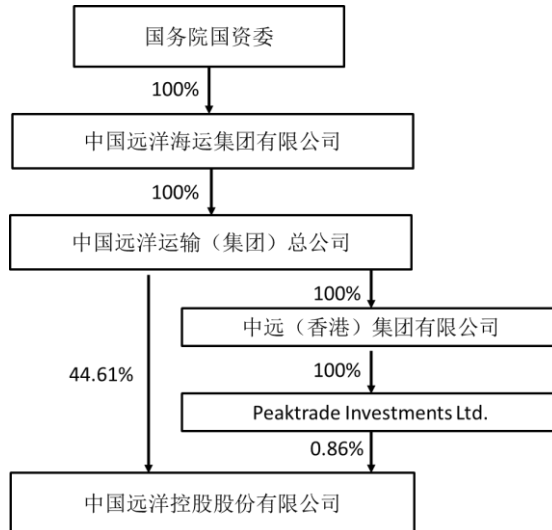 国务院国资委
100%
中国远洋海运集团有限公司
100%
中国远洋运输（集团）总公司
100%
中远（香港）集团有限公司
44.61%
100%
Peaktrade Investments Ltd.
0.86%
中国远洋控股股份有限公司